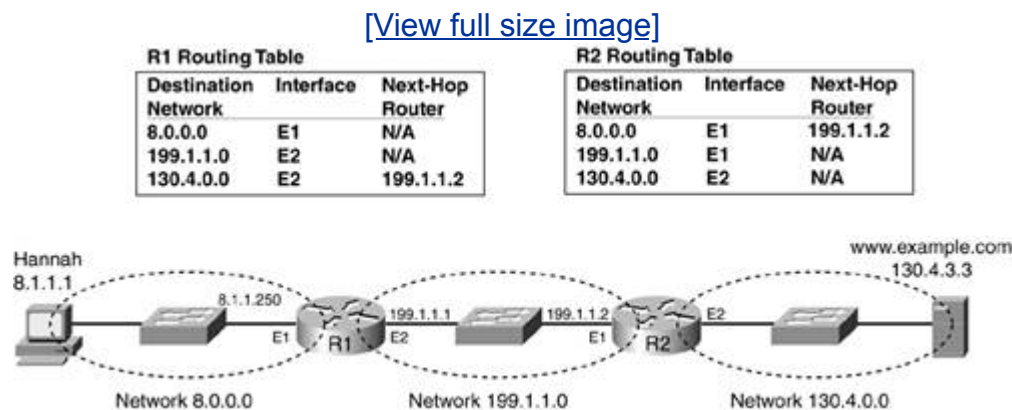 [View full size image]
R1 Routing Table
Destination Network Interface Next-Hop Router
8.0.0.0 E1 N/A
199.1.1.0 E2 N/A
130.4.0.0 E2 199.1.1.2
R2 Routing Table
Destination Network Interface Next-Hop Router
8.0.0.0 E1 199.1.1.2
199.1.1.0 E1 N/A
130.4.0.0 E2 N/A
Hannah
8.1.1.1
www.example.com
130.4.3.3
8.1.1.250
199.1.1.1
199.1.1.2
E2
E1
R1
E2
E1
R2
Network 8.0.0.0
Network 199.1.1.0
Network 130.4.0.0